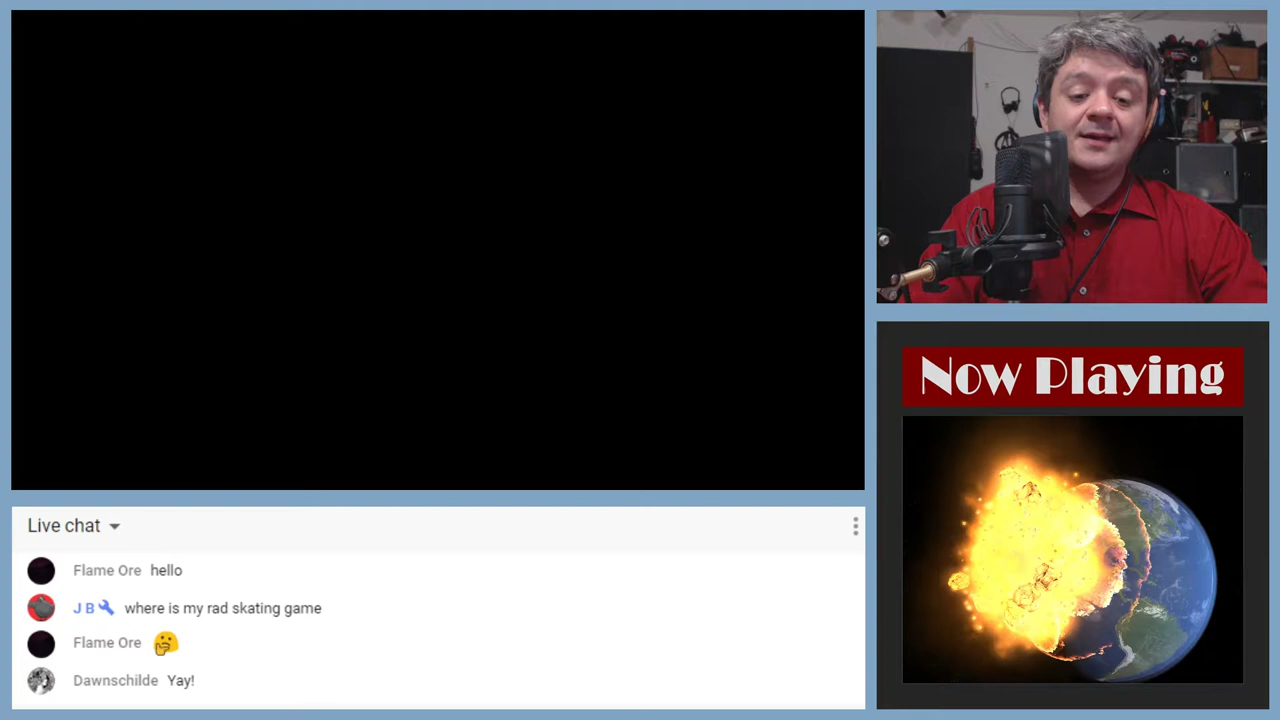 Now Playing
Live chat
Flame Ore hello
J B where is my rad skating game
Flame Ore 🤔
Dawnschilde Yay!